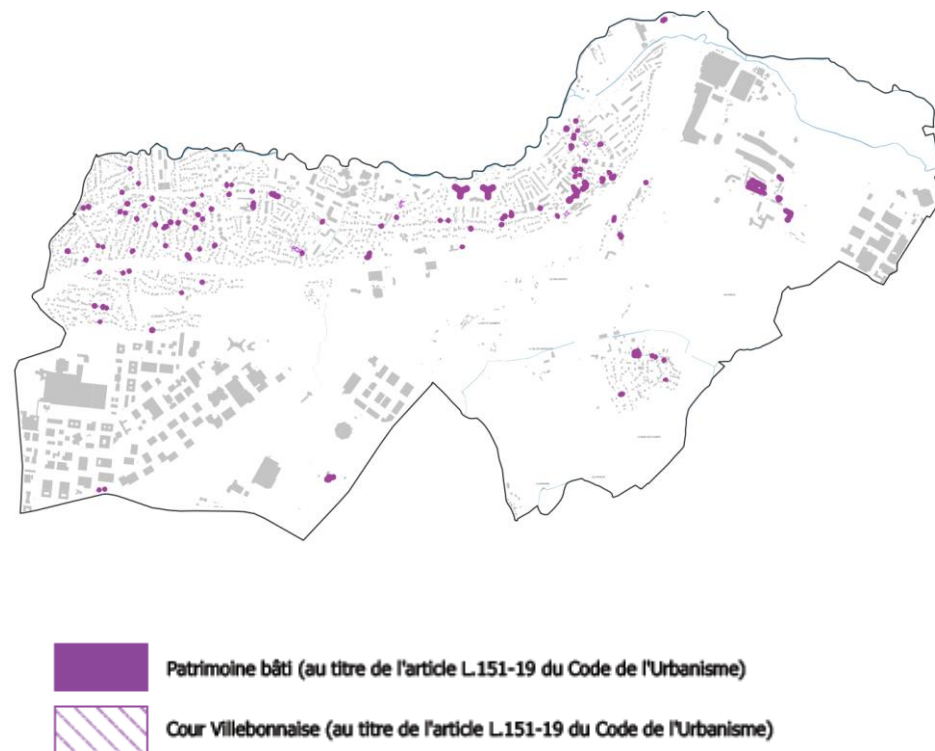 Patrimoine bâti (au titre de l'article L.151-19 du Code de l'Urbanisme)
Cour Villebonnaise (au titre de l'article L.151-19 du Code de l'Urbanisme)